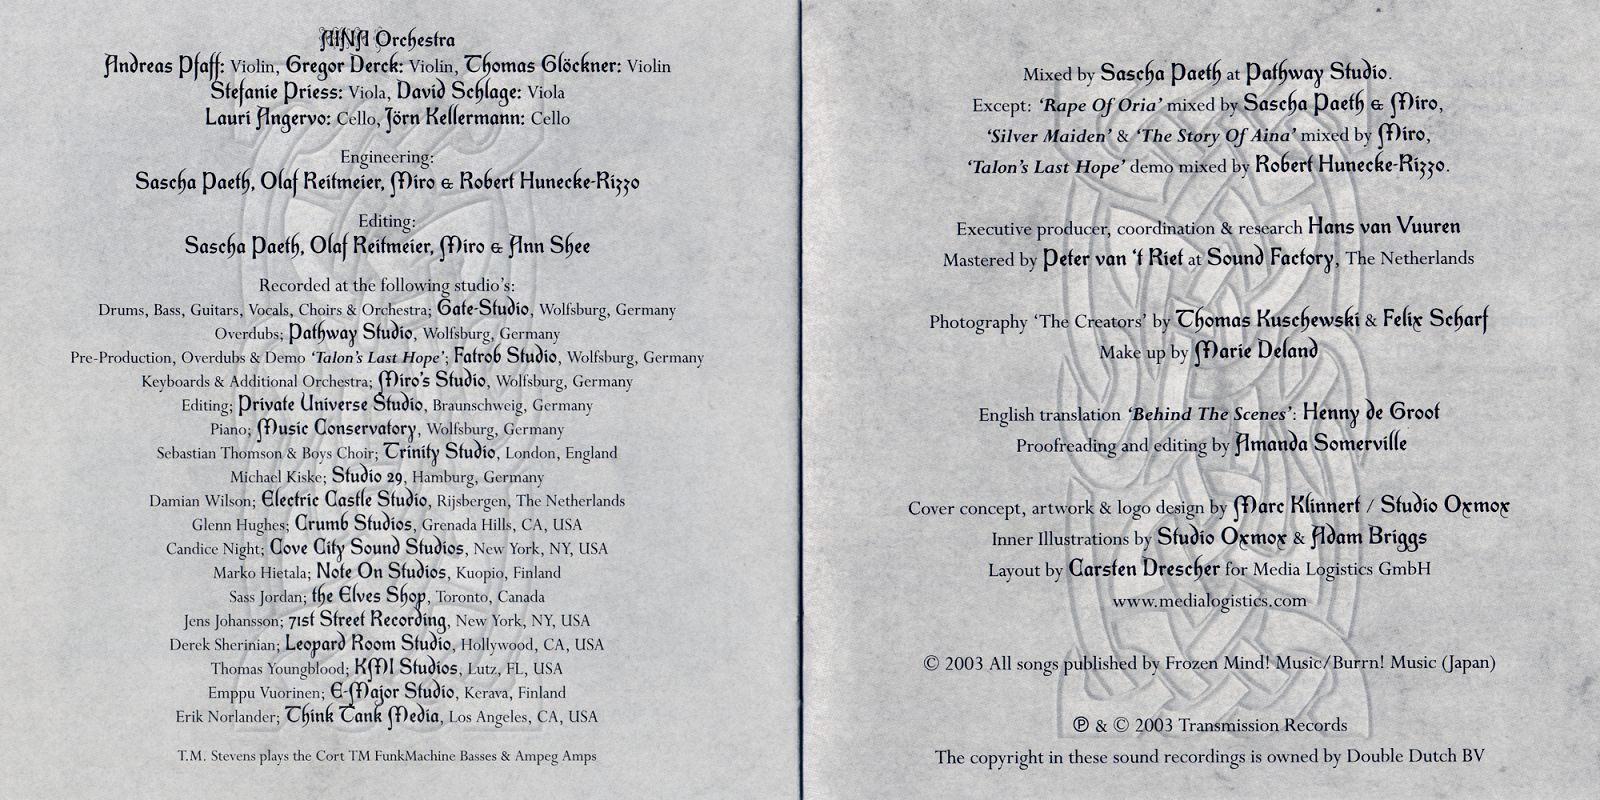 AINA Orchestra
Andreas Pfaff: Violin, Gregor Derck: Violin, Thomas Glöckner: Violin
Stefanie Priess: Viola, David Schlage: Viola
Lauri Angervo: Cello, Jörn Kellermann: Cello
Engineering:
Sascha Paeth, Olaf Reitmeier, Miro & Robert Hunecke-Rizzo
Editing:
Sascha Paeth, Olaf Reitmeier, Miro & Ann Shee
Recorded at the following studio's:
Drums, Bass, Guitars, Vocals, Choirs & Orchestra; Gate-Studio, Wolfsburg, Germany
Overdubs; Pathway Studio, Wolfsburg, Germany
Pre-Production, Overdubs & Demo 'Talon's Last Hope'; Fatrob Studio, Wolfsburg, Germany
Keyboards & Additional Orchestra; Miro's Studio, Wolfsburg, Germany
Editing; Private Universe Studio, Braunschweig, Germany
Piano; Music Conservatory, Wolfsburg, Germany
Sebastian Thomson & Boys Choir; Trinity Studio, London, England
Michael Kiske; Studio 29, Hamburg, Germany
Damian Wilson; Electric Castle Studio, Rijsbergen, The Netherlands
Glenn Hughes; Crumb Studios, Grenada Hills, CA, USA
Candice Night; Cove City Sound Studios, New York, NY, USA
Marko Hietala; Note On Studios, Kuopio, Finland
Sass Jordan; the Elves Shop, Toronto, Canada
Jens Johansson; 71st Street Recording, New York, NY, USA
Derek Sherinian; Leopard Room Studio, Hollywood, CA, USA
Thomas Youngblood; KMI Studios, Lutz, FL, USA
Emppu Vuorinen; E-Major Studio, Kerava, Finland
Erik Norlander; Think Tank Media, Los Angeles, CA, USA
T.M. Stevens plays the Cort TM FunkMachine Basses & Ampeg Amps
Mixed by Sascha Paeth at Pathway Studio.
Except: 'Rape Of Oria' mixed by Sascha Paeth & Miro,
'Silver Maiden' & 'The Story Of Aina' mixed by Miro,
'Talon's Last Hope' demo mixed by Robert Hunecke-Rizzo.
Executive producer, coordination & research Hans van Vuuren
Mastered by Peter van 't Riet at Sound Factory, The Netherlands
Photography 'The Creators' by Thomas Kuschewski & Felix Scharf
Make up by Marie Deland
English translation 'Behind The Scenes': Henny de Groot
Proofreading and editing by Amanda Somerville
Cover concept, artwork & logo design by Marc Klinnert / Studio Oxmox
Inner Illustrations by Studio Oxmox & Adam Briggs
Layout by Carsten Drescher for Media Logistics GmbH
www.medialogistics.com
© 2003 All songs published by Frozen Mind! Music/Burrn! Music (Japan)
℗ & © 2003 Transmission Records
The copyright in these sound recordings is owned by Double Dutch BV